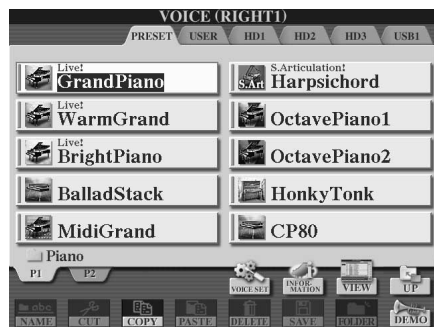 VOICE (RIGHT1)
PRESET USER HD1 HD2 HD3 USB1
Live!
GrandPiano
S.Articulation!
S.Art Harpsichord
Live!
WarmGrand
OctavePiano1
Live!
BrightPiano
OctavePiano2
BalladStack
HonkyTonk
MidiGrand
CP80
Piano
P1 P2
VOICE SET
INFOR-
MATION
VIEW
UP
abc
NAME CUT COPY PASTE DELETE SAVE FOLDER DEMO